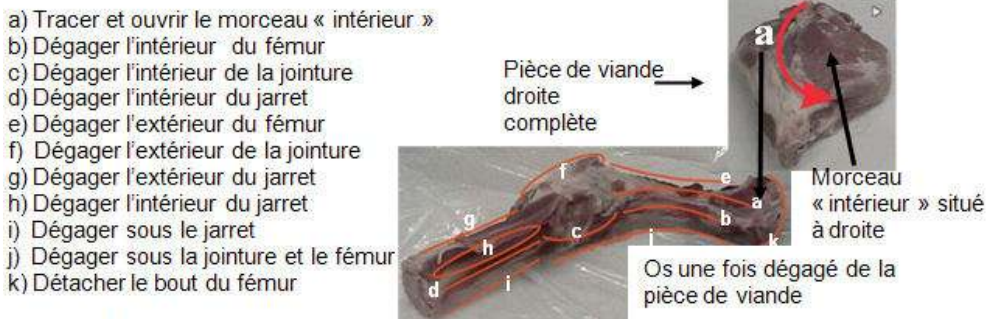 a) Tracer et ouvrir le morceau « intérieur »
b) Dégager l’intérieur du fémur
c) Dégager l’intérieur de la jointure
d) Dégager l’intérieur du jarret
e) Dégager l’extérieur du fémur
f) Dégager l’extérieur de la jointure
g) Dégager l’extérieur du jarret
h) Dégager l’intérieur du jarret
i) Dégager sous le jarret
j) Dégager sous la jointure et le fémur
k) Détacher le bout du fémur
Pièce de viande
droite
complète
a
Morceau
« intérieur » situé
à droite
f
e
a
g
b
c
h
j
k
d
i
Os une fois dégagé de la
pièce de viande